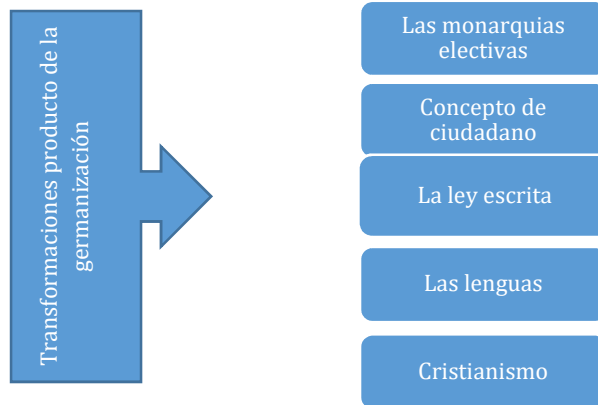 Transformaciones producto de la
germanización
Las monarquias
electivas
Concepto de
ciudadano
La ley escrita
Las lenguas
Cristianismo